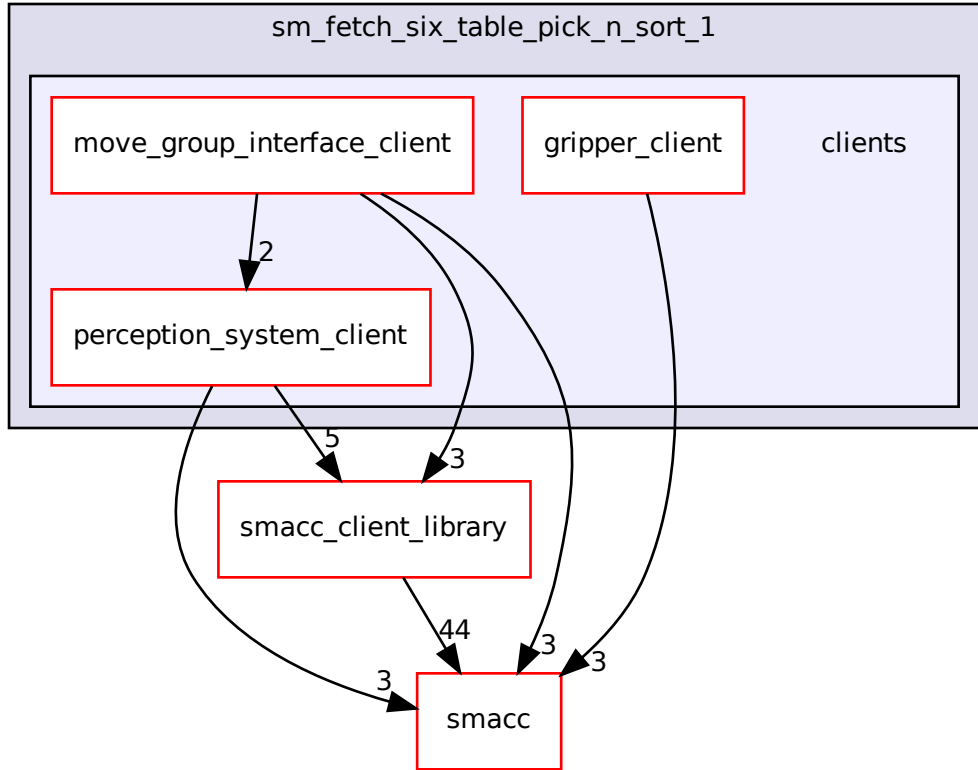 sm_fetch_six_table_pick_n_sort_1
move_group_interface_client
gripper_client
clients
2
perception_system_client
5
3
smacc_client_library
44
3
3
3
smacc